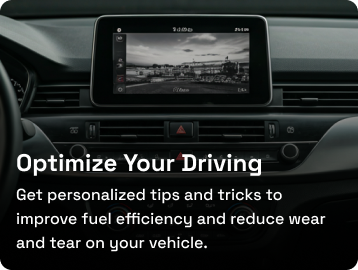 Optimize Your Driving
Get personalized tips and tricks to
improve fuel efficiency and reduce wear
and tear on your vehicle.